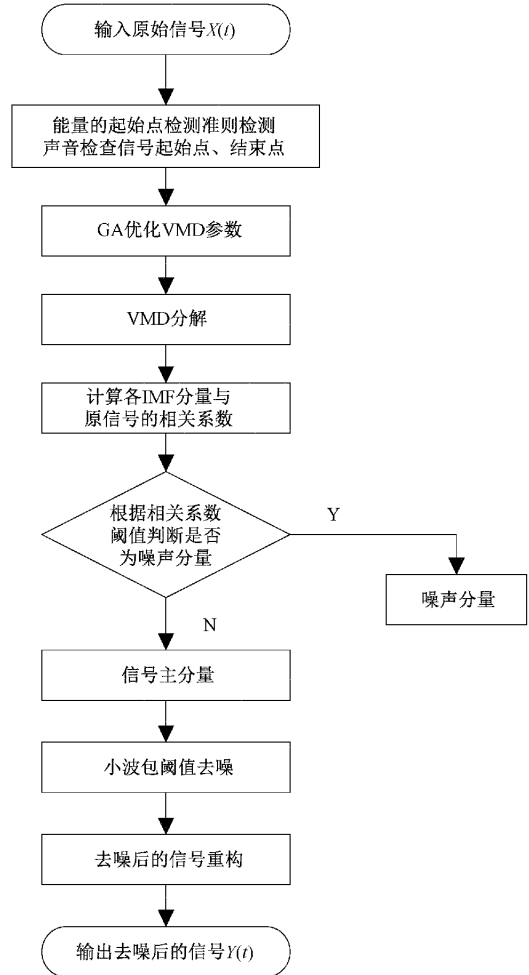 输入原始信号X(t)
能量的起始点检测准则检测
声音检查信号起始点、结束点
GA优化VMD参数
VMD分解
计算各IMF分量与
原信号的相关系数
根据相关系数
阈值判断是否
为噪声分量
Y
噪声分量
N
信号主分量
小波包阈值去噪
去噪后的信号重构
输出去噪后的信号Y(t)